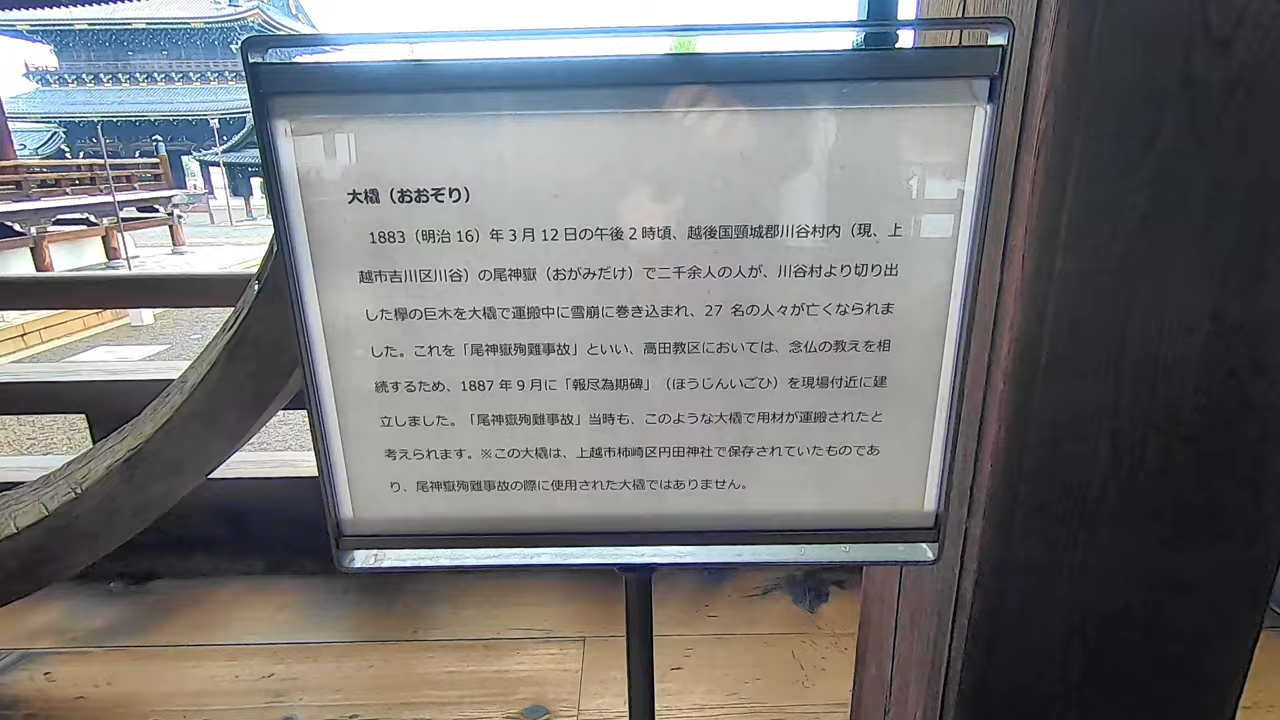 大橇（おおぞり）
1883（明治 16）年 3 月 12 日の午後 2 時頃、越後国頸城郡川谷村内（現、上
越市吉川区川谷）の尾神嶽（おがみだけ）で二千余人の人が、川谷村より切り出
した欅の巨木を大橇で運搬中に雪崩に巻き込まれ、27 名の人々が亡くなられま
した。これを「尾神嶽殉難事故」といい、高田教区においては、念仏の教えを相
続するため、1887 年 9 月に「報尽為期碑」（ほうじんいごひ）を現場付近に建
立しました。「尾神嶽殉難事故」当時も、このような大橇で用材が運搬されたと
考えられます。※この大橇は、上越市柿崎区円田神社で保存されていたものであ
り、尾神嶽殉難事故の際に使用された大橇ではありません。